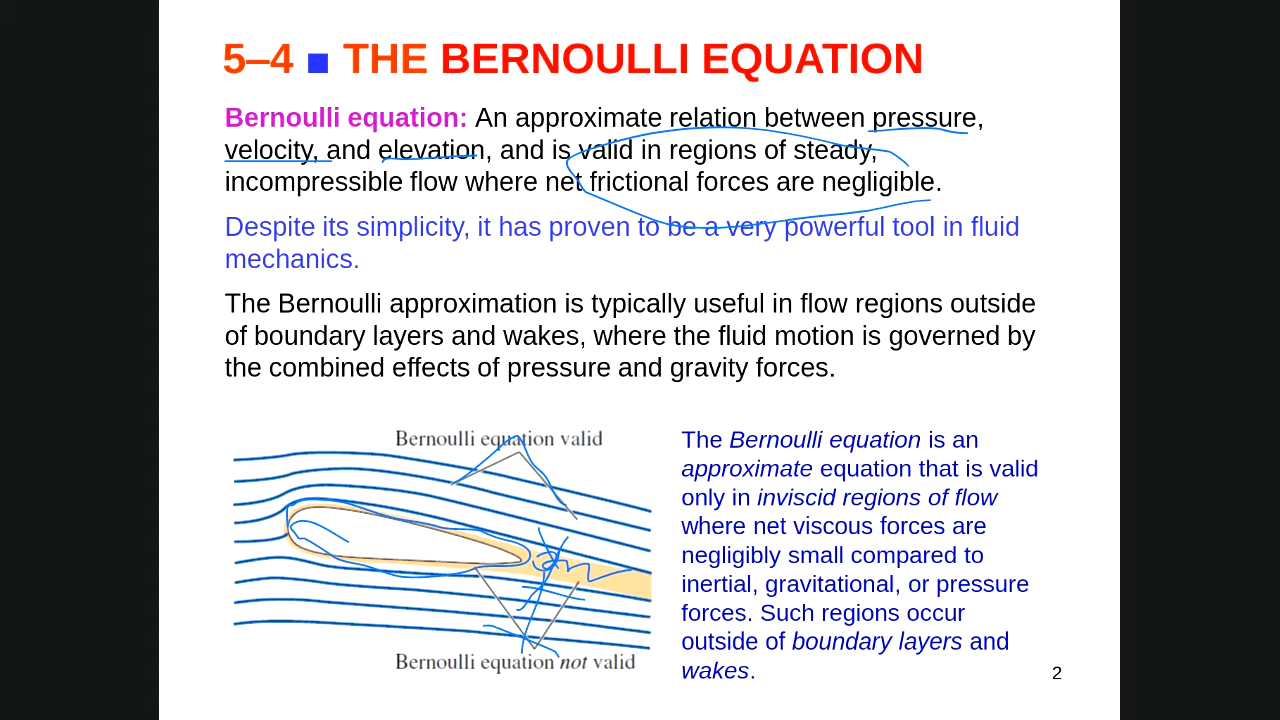 5–4 ■ THE BERNOULLI EQUATION
Bernoulli equation: An approximate relation between pressure,
velocity, and elevation, and is valid in regions of steady,
incompressible flow where net frictional forces are negligible.
Despite its simplicity, it has proven to be a very powerful tool in fluid
mechanics.
The Bernoulli approximation is typically useful in flow regions outside
of boundary layers and wakes, where the fluid motion is governed by
the combined effects of pressure and gravity forces.
Bernoulli equation valid
Bernoulli equation not valid
The Bernoulli equation is an
approximate equation that is valid
only in inviscid regions of flow
where net viscous forces are
negligibly small compared to
inertial, gravitational, or pressure
forces. Such regions occur
outside of boundary layers and
wakes.
2